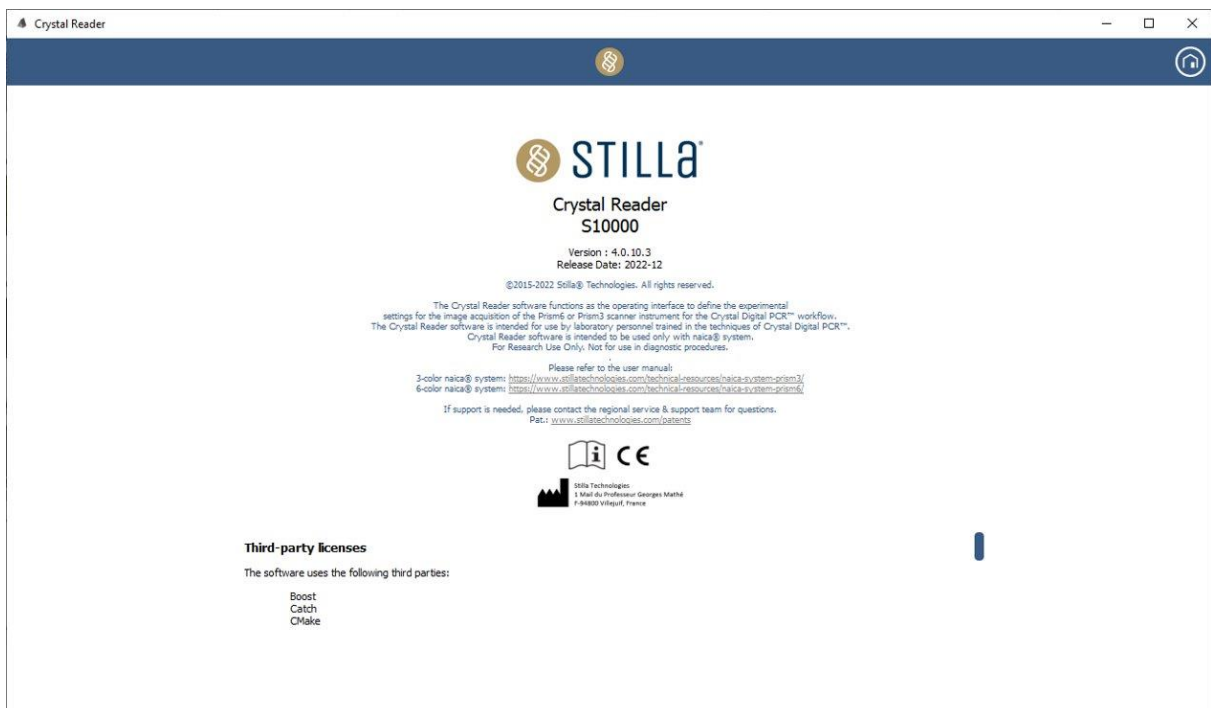 Crystal Reader
STILLA®
Crystal Reader
S10000
Version : 4.0.10.3
Release Date: 2022-12
©2015-2022 Stilla® Technologies. All rights reserved.
The Crystal Reader software functions as the operating interface to define the experimental
settings for the image acquisition of the Prism6 or Prism3 scanner instrument for the Crystal Digital PCR™ workflow.
The Crystal Reader software is intended for use by laboratory personnel trained in the techniques of Crystal Digital PCR™.
Crystal Reader software is intended to be used only with naica® system.
For Research Use Only. Not for use in diagnostic procedures.
.
Please refer to the user manual:
3-color naica® system: https://www.stillatechnologies.com/technical-resources/naica-system-prism3/
6-color naica® system: https://www.stillatechnologies.com/technical-resources/naica-system-prism6/
If support is needed, please contact the regional service & support team for questions.
Pat.: www.stillatechnologies.com/patents
i CE
Stilla Technologies
1 Mail du Professeur Georges Mathé
F-94800 Villejuif, France
Third-party licenses
The software uses the following third parties:
Boost
Catch
CMake